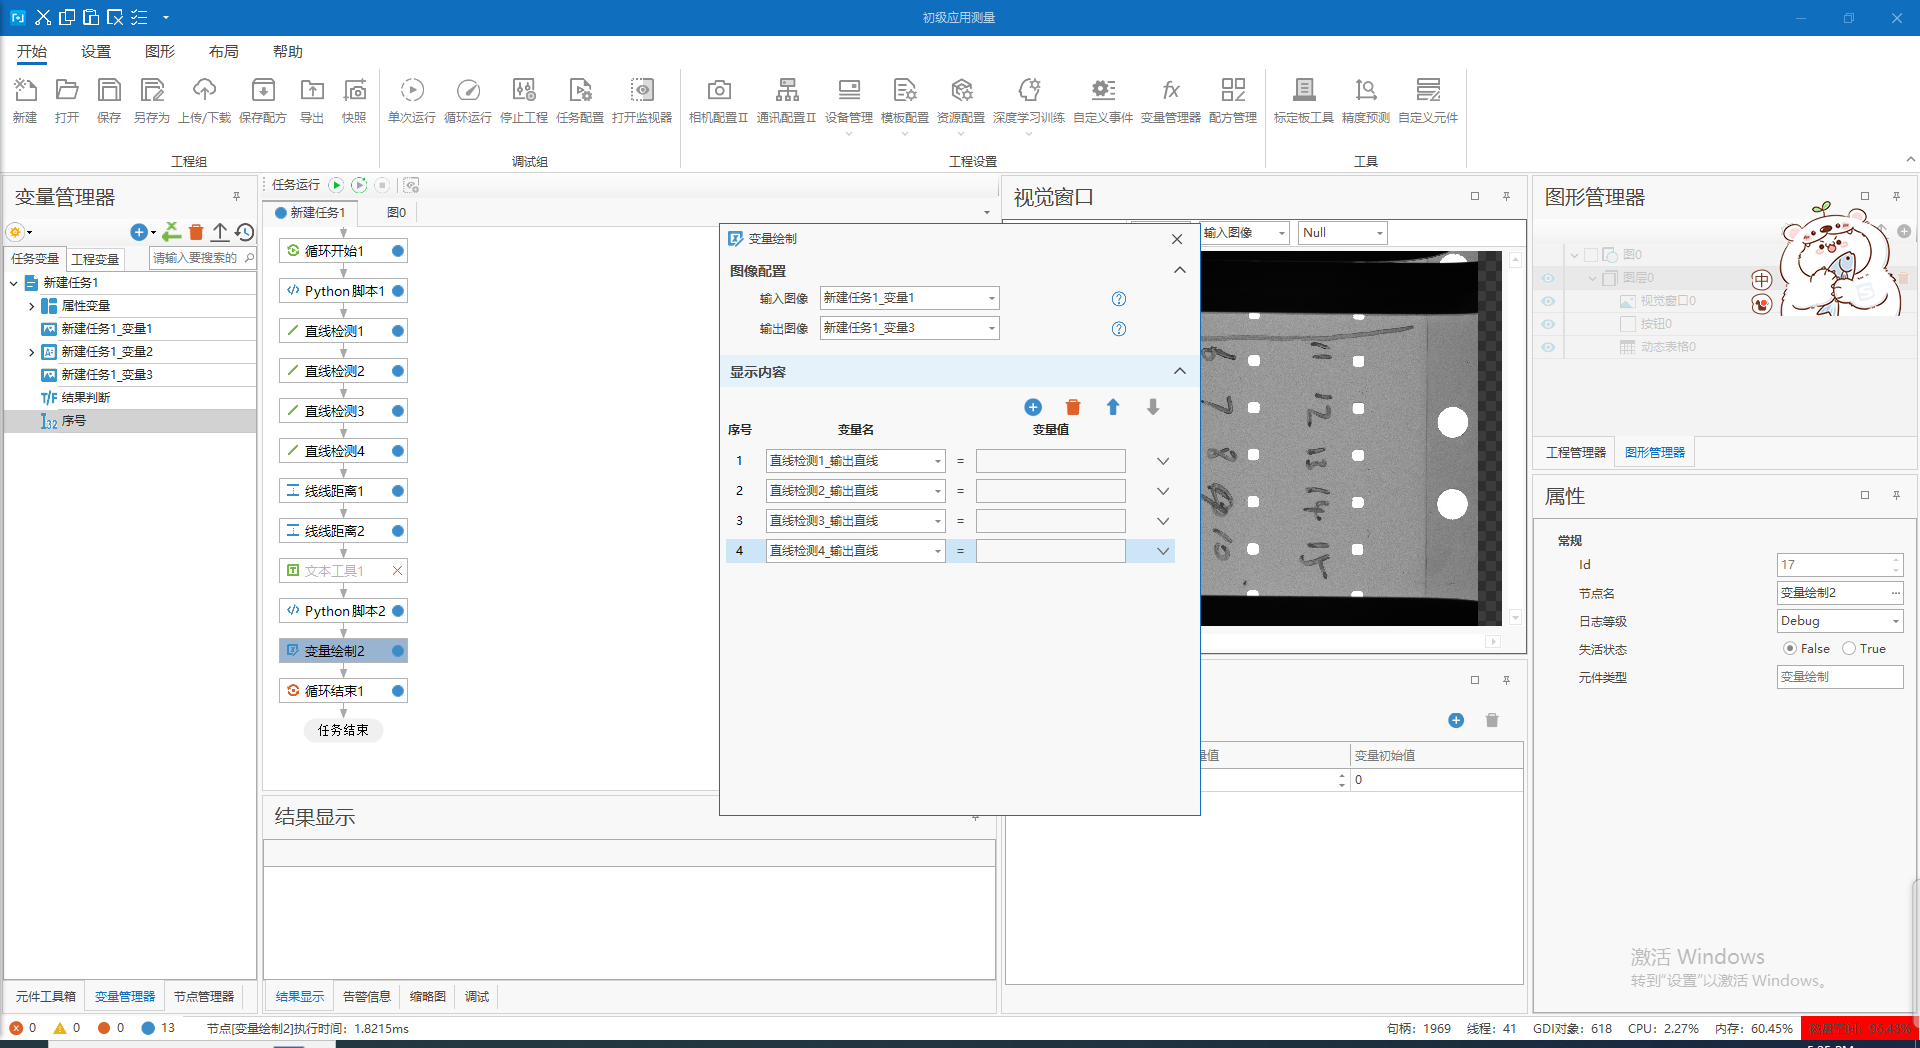 初级应用测量
开始 设置 图形 布局 帮助
新建 打开 保存 另存为 上传/下载 保存配方 导出 快照 单次运行 循环运行 停止工程 任务配置 打开监视器 相机配置II 通讯配置II 设备管理 模板配置 资源配置 深度学习训练 自定义事件 变量管理器 配方管理 标定板工具 精度预测 自定义元件
工程组 调试组 工程设置 工具
变量管理器
任务变量 工程变量 请输入要搜索的
新建任务1
属性变量
新建任务1_变量1
新建任务1_变量2
新建任务1_变量3
T/F 结果判断
I32 序号
元件工具箱 变量管理器 节点管理器
任务运行
新建任务1 图0
循环开始1
Python 脚本1
直线检测1
直线检测2
直线检测3
直线检测4
线线距离1
线线距离2
文本工具1
Python 脚本2
变量绘制2
循环结束1
任务结束
结果显示
结果显示 告警信息 缩略图 调试
变量绘制
图像配置
输入图像 新建任务1_变量1
输出图像 新建任务1_变量3
显示内容
序号 变量名 变量值
1 直线检测1_输出直线 =
2 直线检测2_输出直线 =
3 直线检测3_输出直线 =
4 直线检测4_输出直线 =
视觉窗口
输入图像 Null
6 11
7 12
8 13
9 14
10 15
量值 变量初始值
0
图形管理器
图0
图层0
视觉窗口0
按钮0
动态表格0
中
工程管理器 图形管理器
属性
常规
Id 17
节点名 变量绘制2
日志等级 Debug
失活状态 False True
元件类型 变量绘制
激活 Windows
转到"设置"以激活 Windows。
0 0 0 13 节点[变量绘制2]执行时间：1.8215ms
句柄：1969 线程：41 GDI对象：618 CPU：2.27% 内存：60.45%